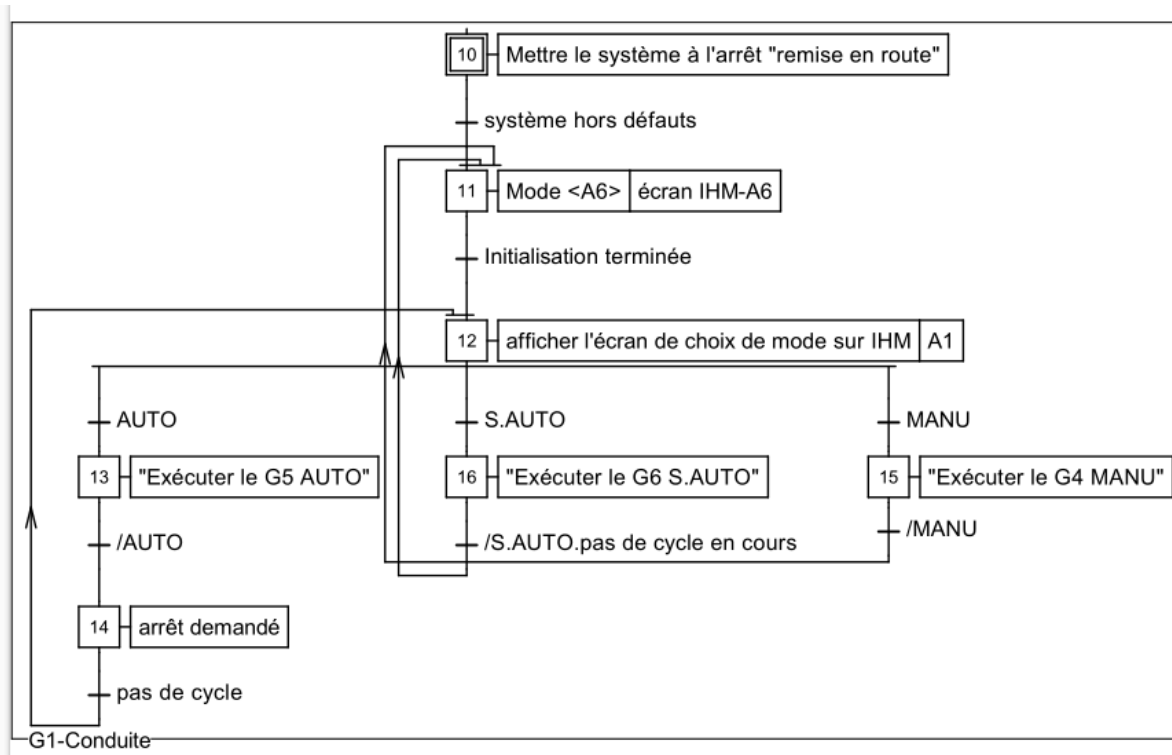 10 Mettre le système à l'arrêt "remise en route"
système hors défauts
11 Mode <A6> écran IHM-A6
Initialisation terminée
12 afficher l'écran de choix de mode sur IHM A1
AUTO S.AUTO MANU
13 "Exécuter le G5 AUTO" 16 "Exécuter le G6 S.AUTO" 15 "Exécuter le G4 MANU"
/AUTO /S.AUTO.pas de cycle en cours /MANU
14 arrêt demandé
pas de cycle
G1-Conduite